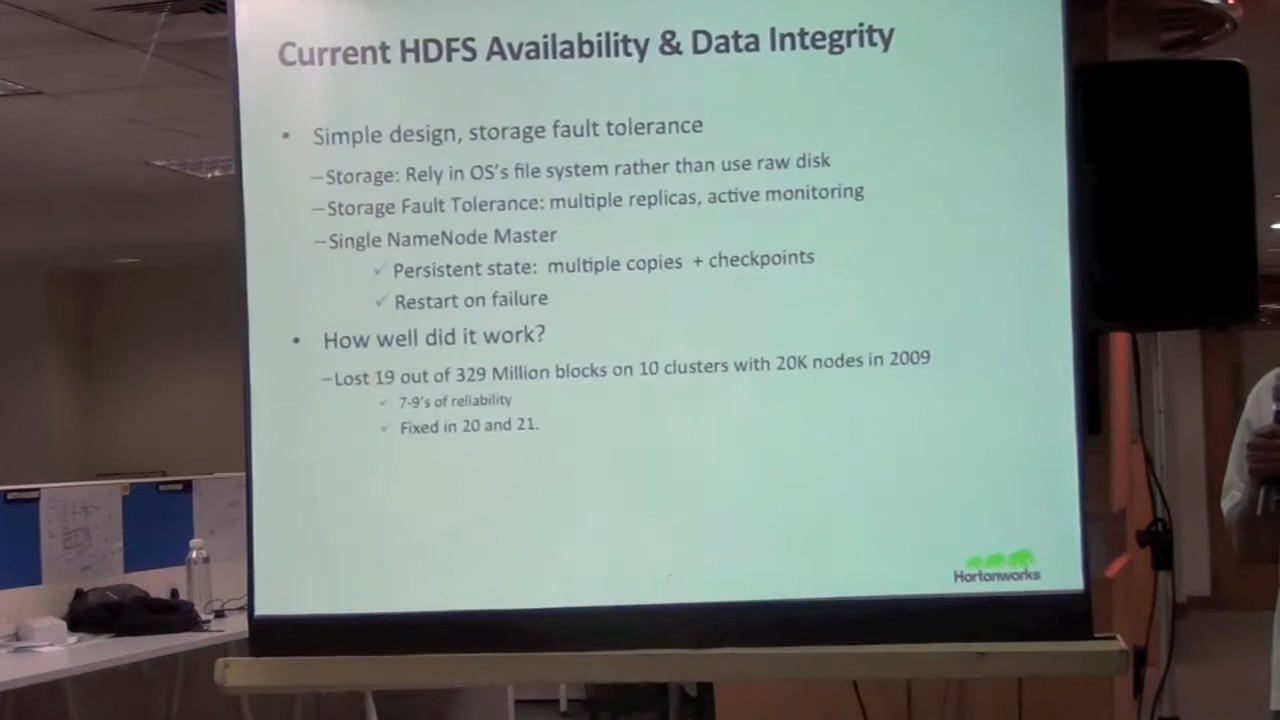 Current HDFS Availability & Data Integrity
• Simple design, storage fault tolerance
–Storage: Rely in OS's file system rather than use raw disk
–Storage Fault Tolerance: multiple replicas, active monitoring
–Single NameNode Master
✓ Persistent state: multiple copies + checkpoints
✓ Restart on failure
• How well did it work?
–Lost 19 out of 329 Million blocks on 10 clusters with 20K nodes in 2009
✓ 7-9's of reliability
✓ Fixed in 20 and 21.
Hortonworks